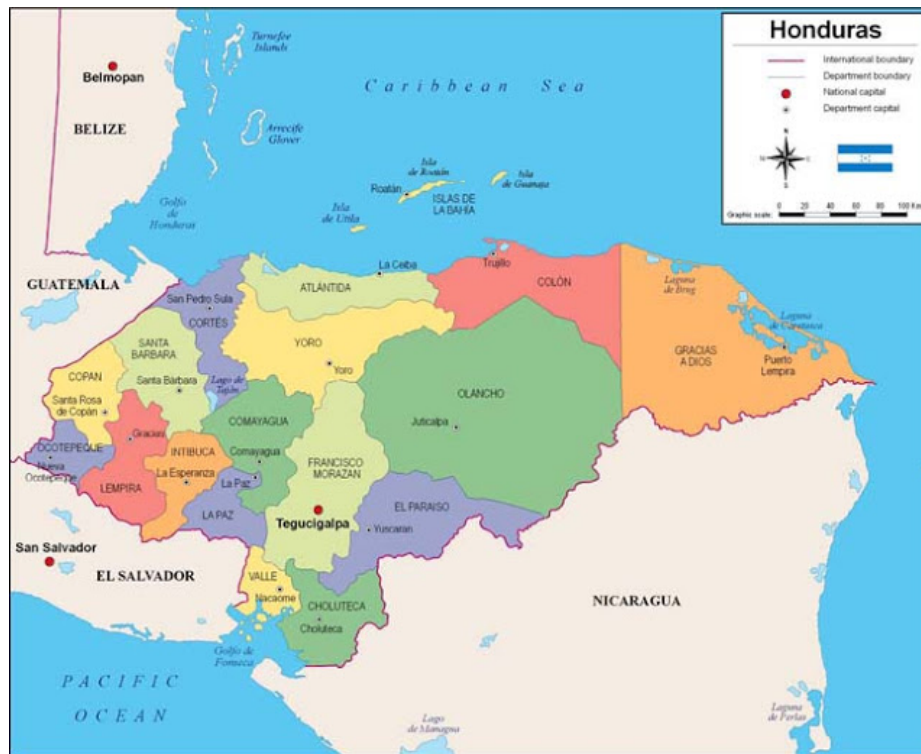 Honduras
International boundary
Department boundary
National capital
Department capital
N
S
Graphic scale:
0 20 40 60 80 100 Km
Turnefee
Islands
Belmopan
Caribbean Sea
BELIZE
Arrecife
Glover
Isla
de Roatán
Isla
de Guanaja
Roatán
ISLAS DE
LA BAHÍA
Golfo
de
Honduras
Isla
de Utila
La Ceiba
Trujillo
GUATEMALA
ATLÁNTIDA
COLÓN
Laguna
de Brug
San Pedro Sula
CORTÉS
Laguna
de Caratasca
SANTA
BARBARA
YORO
GRACIAS
A DIOS
Puerto
Lempira
COPAN
Santa Bárbara
Lago de
Yoro
OLANCHO
Santa Rosa
de Copán
COMAYAGUA
Juticalpa
Gracias
OCOTEPEQUE
INTIBUCA
Comayagua
FRANCISCO
MORAZAN
Nueva
Ocotepeque
La Esperanza
La Paz
LEMPIRA
EL PARAISO
LA PAZ
Tegucigalpa
Yuscaran
San Salvador
EL SALVADOR
VALLE
Nacaome
CHOLUTECA
Choluteca
NICARAGUA
Golfo de
Fonseca
PACIFIC
OCEAN
Lago
de Managua
Laguna
de Perlas